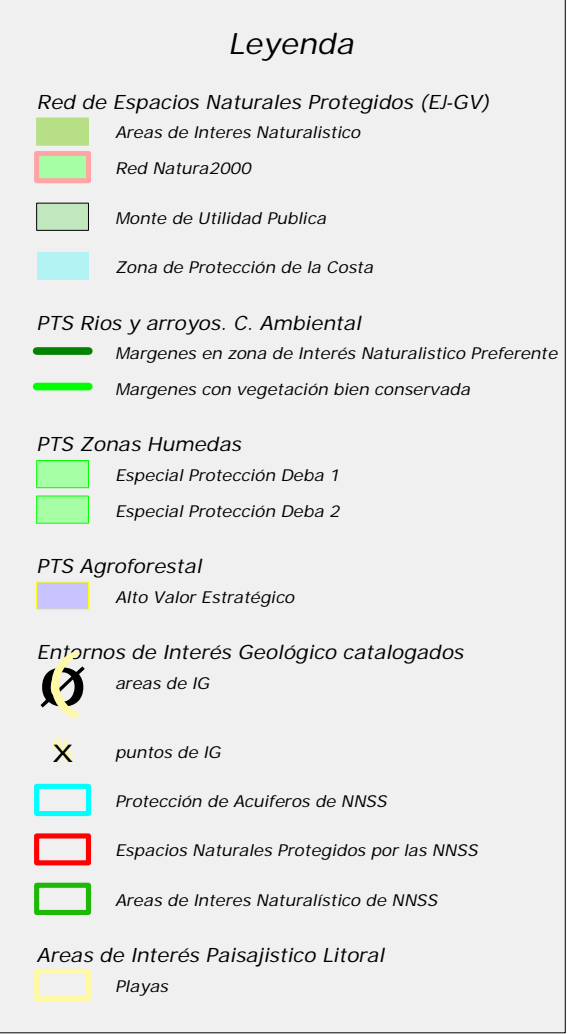 Leyenda
Red de Espacios Naturales Protegidos (EJ-GV)
Areas de Interes Naturalistico
Red Natura2000
Monte de Utilidad Publica
Zona de Protección de la Costa
PTS Rios y arroyos. C. Ambiental
Margenes en zona de Interés Naturalistico Preferente
Margenes con vegetación bien conservada
PTS Zonas Humedas
Especial Protección Deba 1
Especial Protección Deba 2
PTS Agroforestal
Alto Valor Estratégico
Entornos de Interés Geológico catalogados
areas de IG
puntos de IG
Protección de Acuiferos de NNSS
Espacios Naturales Protegidos por las NNSS
Areas de Interes Naturalístico de NNSS
Areas de Interés Paisajistico Litoral
Playas